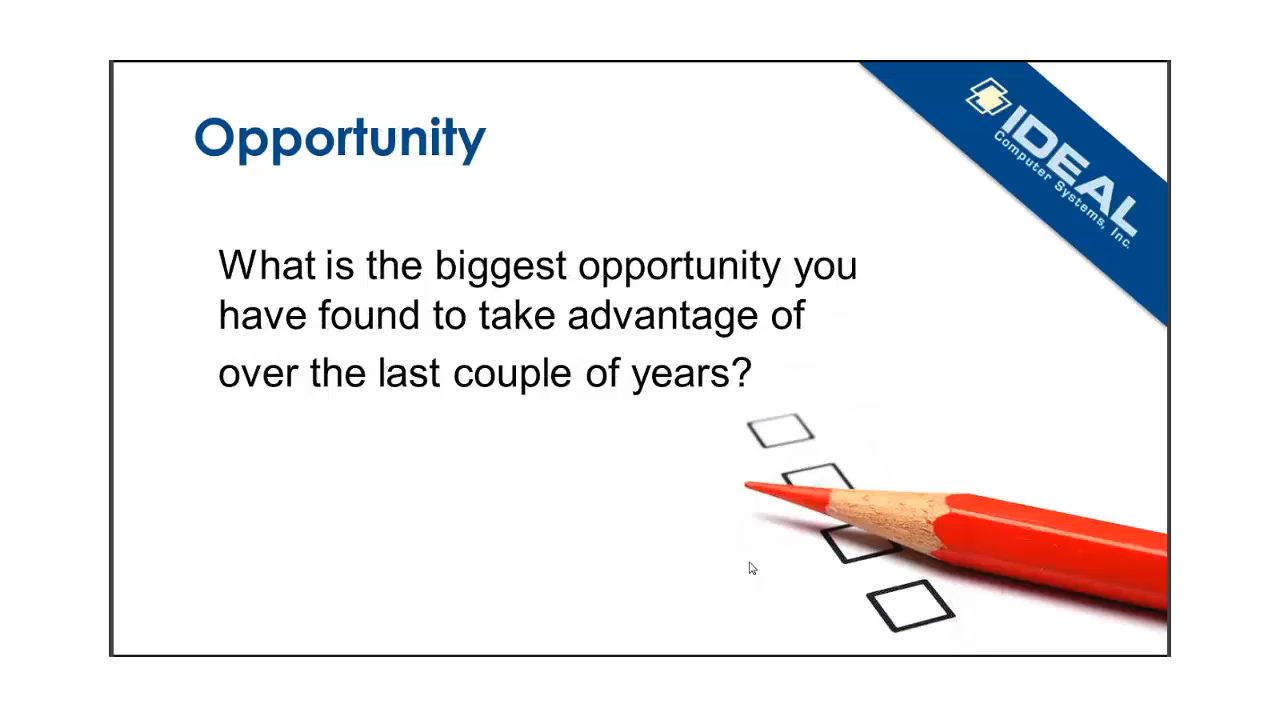 Opportunity
IDEAL
Computer Systems, Inc.
What is the biggest opportunity you
have found to take advantage of
over the last couple of years?